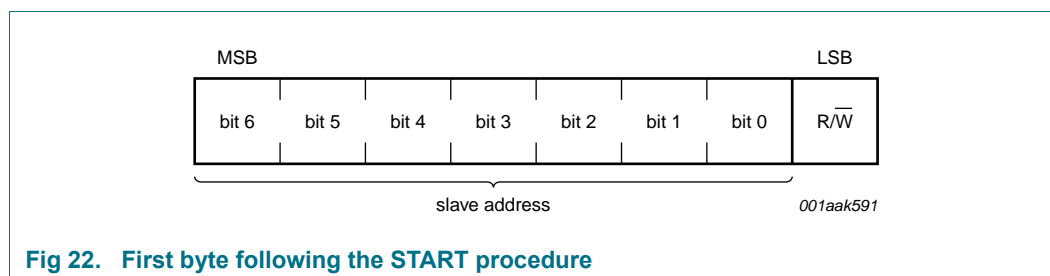 MSB LSB
bit 6 bit 5 bit 4 bit 3 bit 2 bit 1 bit 0 R/W̅
slave address 001aak591
Fig 22. First byte following the START procedure